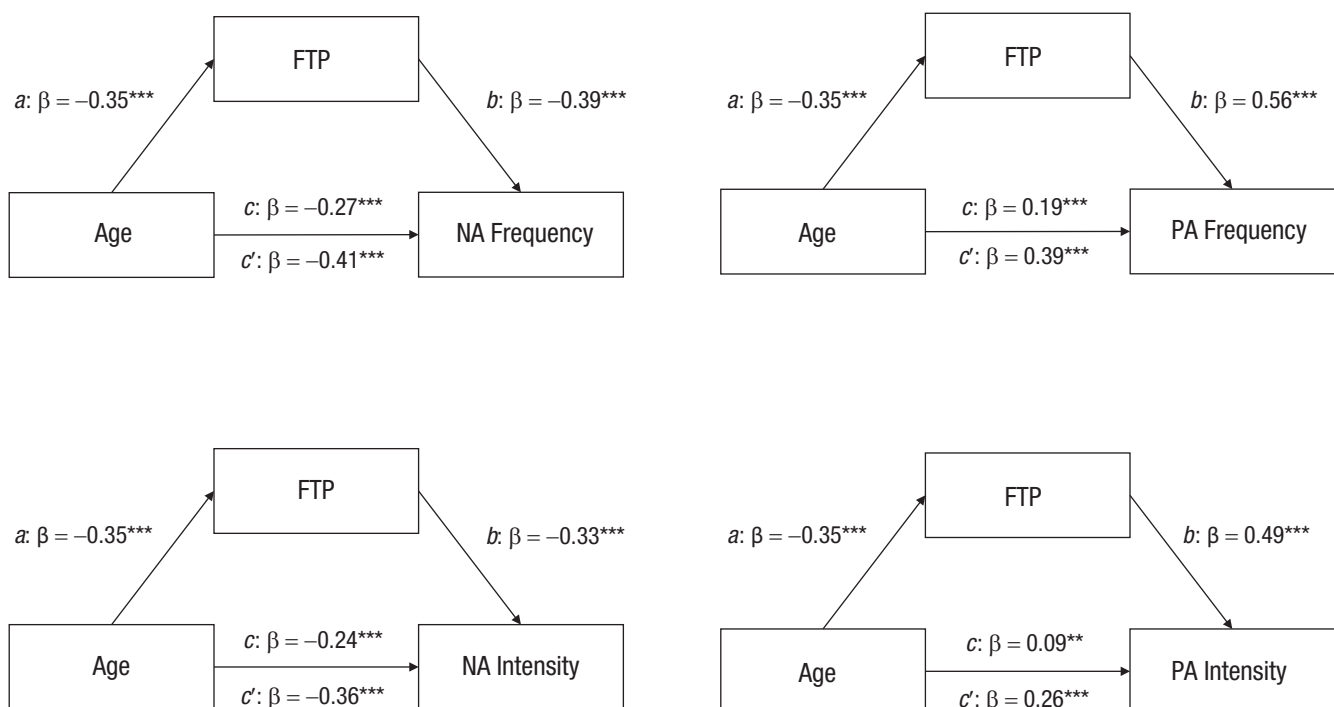 FTP
a: β = –0.35***
b: β = –0.39***
Age
c: β = –0.27***
c′: β = –0.41***
NA Frequency
FTP
a: β = –0.35***
b: β = 0.56***
Age
c: β = 0.19***
c′: β = 0.39***
PA Frequency
FTP
a: β = –0.35***
b: β = –0.33***
Age
c: β = –0.24***
c′: β = –0.36***
NA Intensity
FTP
a: β = –0.35***
b: β = 0.49***
Age
c: β = 0.09**
c′: β = 0.26***
PA Intensity